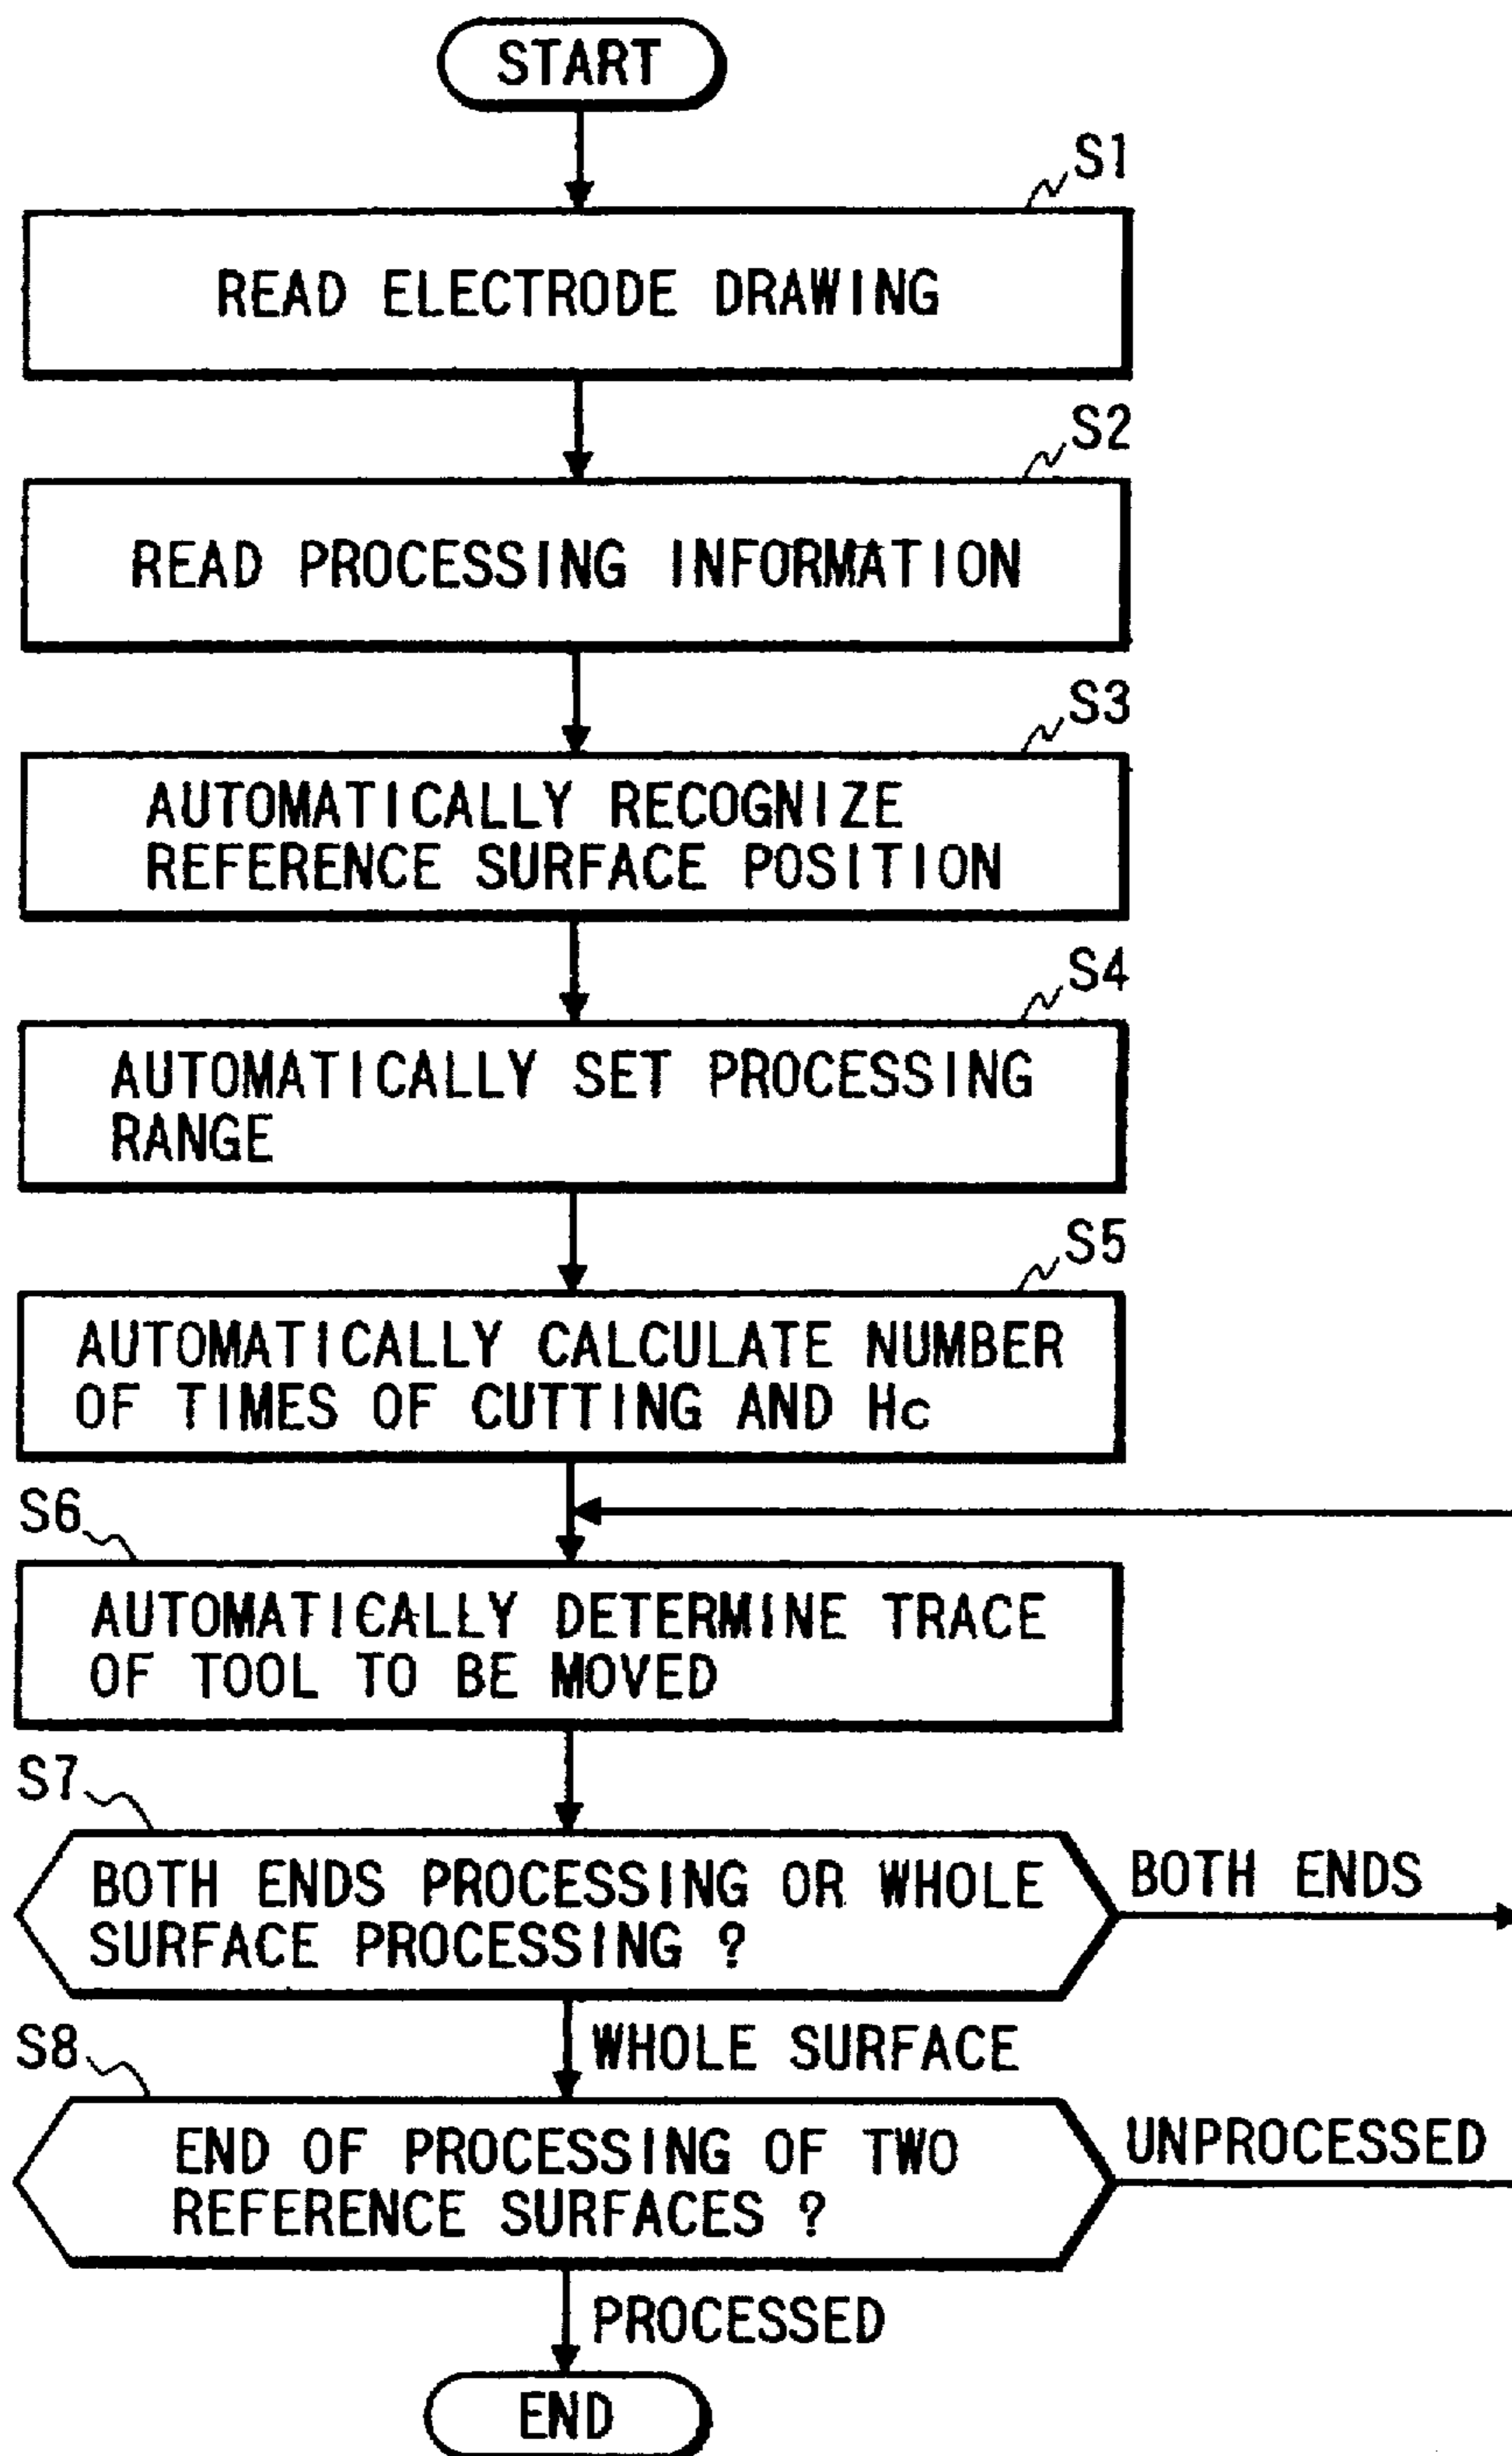 START
S1
READ ELECTRODE DRAWING
S2
READ PROCESSING INFORMATION
S3
AUTOMATICALLY RECOGNIZE
REFERENCE SURFACE POSITION
S4
AUTOMATICALLY SET PROCESSING
RANGE
S5
AUTOMATICALLY CALCULATE NUMBER
OF TIMES OF CUTTING AND Hc
S6
AUTOMATICALLY DETERMINE TRACE
OF TOOL TO BE MOVED
S7
BOTH ENDS PROCESSING OR WHOLE
SURFACE PROCESSING ?
BOTH ENDS
WHOLE SURFACE
S8
END OF PROCESSING OF TWO
REFERENCE SURFACES ?
UNPROCESSED
PROCESSED
END